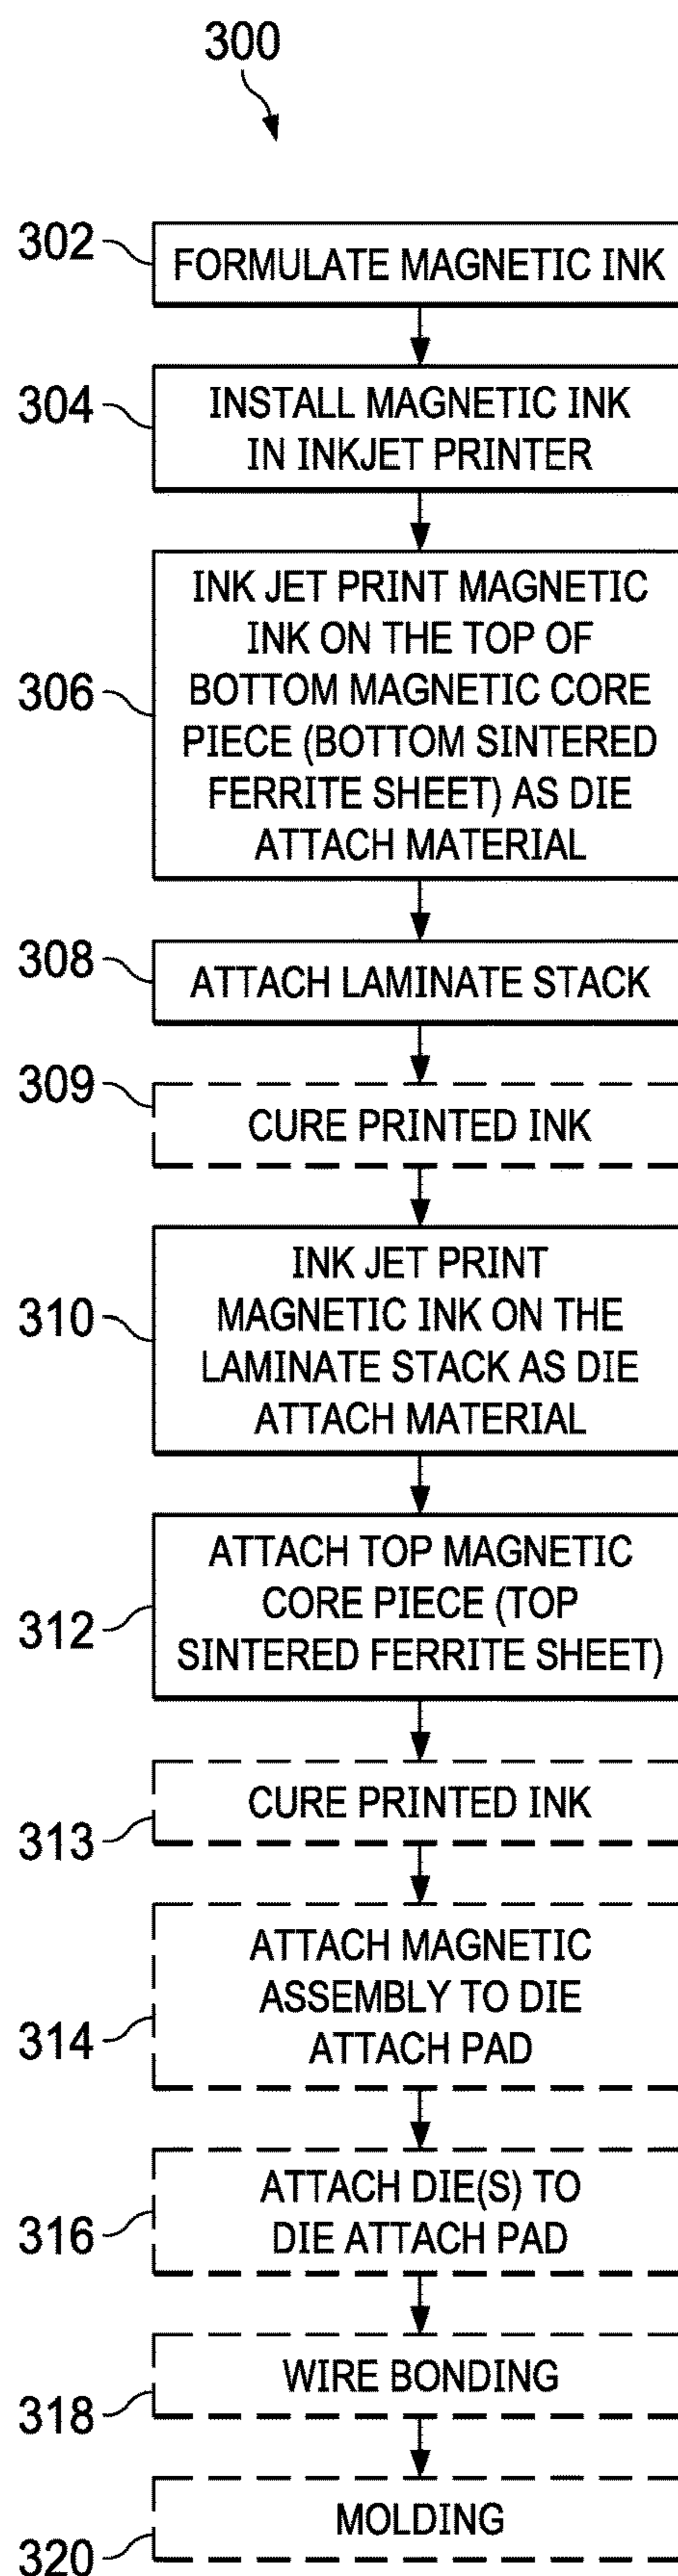 300
302
FORMULATE MAGNETIC INK
304
INSTALL MAGNETIC INK
IN INKJET PRINTER
306
INK JET PRINT MAGNETIC
INK ON THE TOP OF
BOTTOM MAGNETIC CORE
PIECE (BOTTOM SINTERED
FERRITE SHEET) AS DIE
ATTACH MATERIAL
308
ATTACH LAMINATE STACK
309
CURE PRINTED INK
310
INK JET PRINT
MAGNETIC INK ON THE
LAMINATE STACK AS DIE
ATTACH MATERIAL
312
ATTACH TOP MAGNETIC
CORE PIECE (TOP
SINTERED FERRITE SHEET)
313
CURE PRINTED INK
314
ATTACH MAGNETIC
ASSEMBLY TO DIE
ATTACH PAD
316
ATTACH DIE(S) TO
DIE ATTACH PAD
318
WIRE BONDING
320
MOLDING